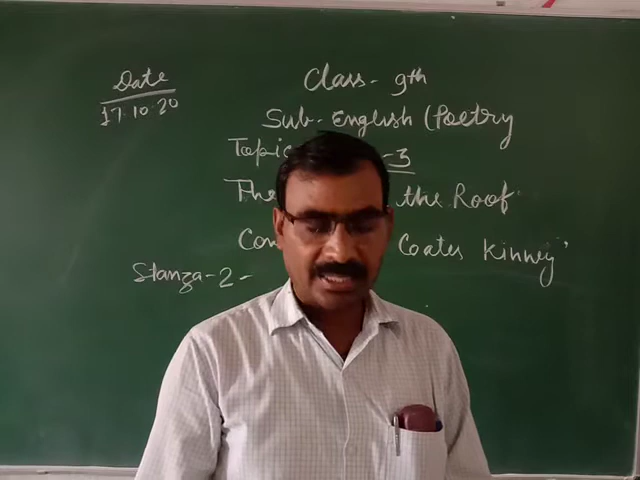 Date
17.10.20
Class - 9th
Sub - English (Poetry
Topic - 3
The the Roof
Coates Kinney
Stanza - 2 -